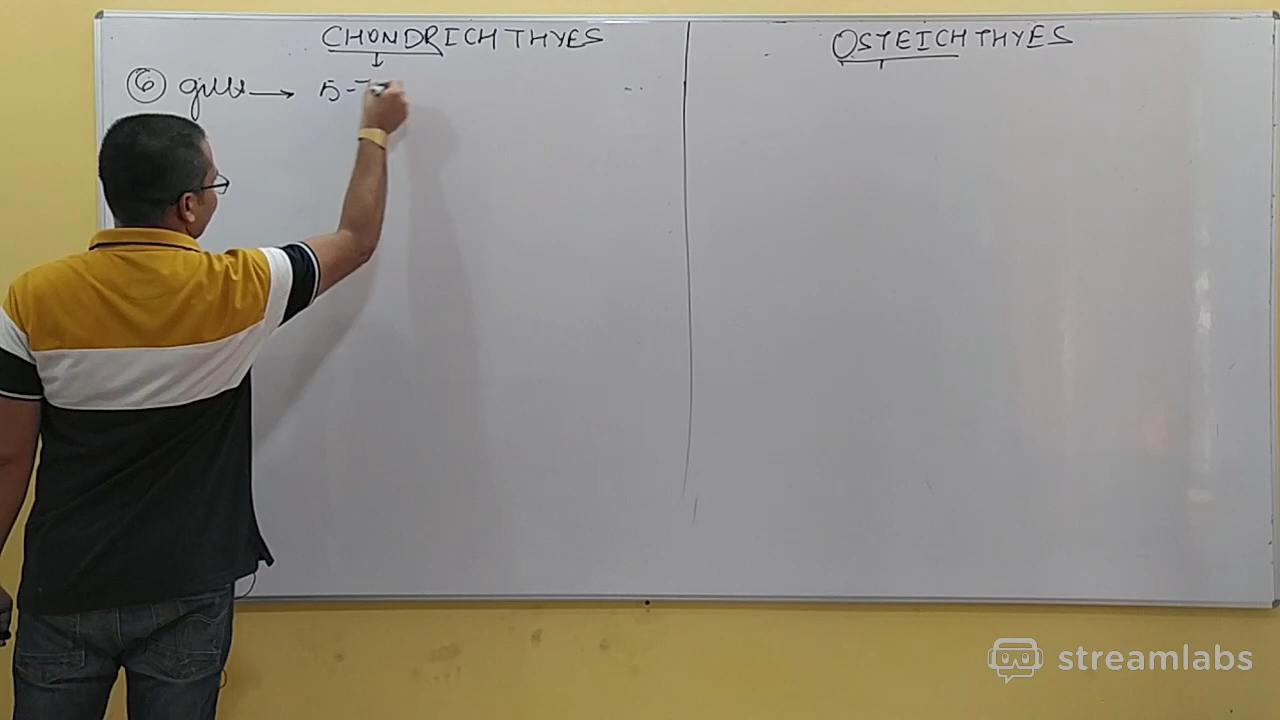 CHONDRICHTHYES
OSTEICHTHYES
6 gills → 5-7
streamlabs